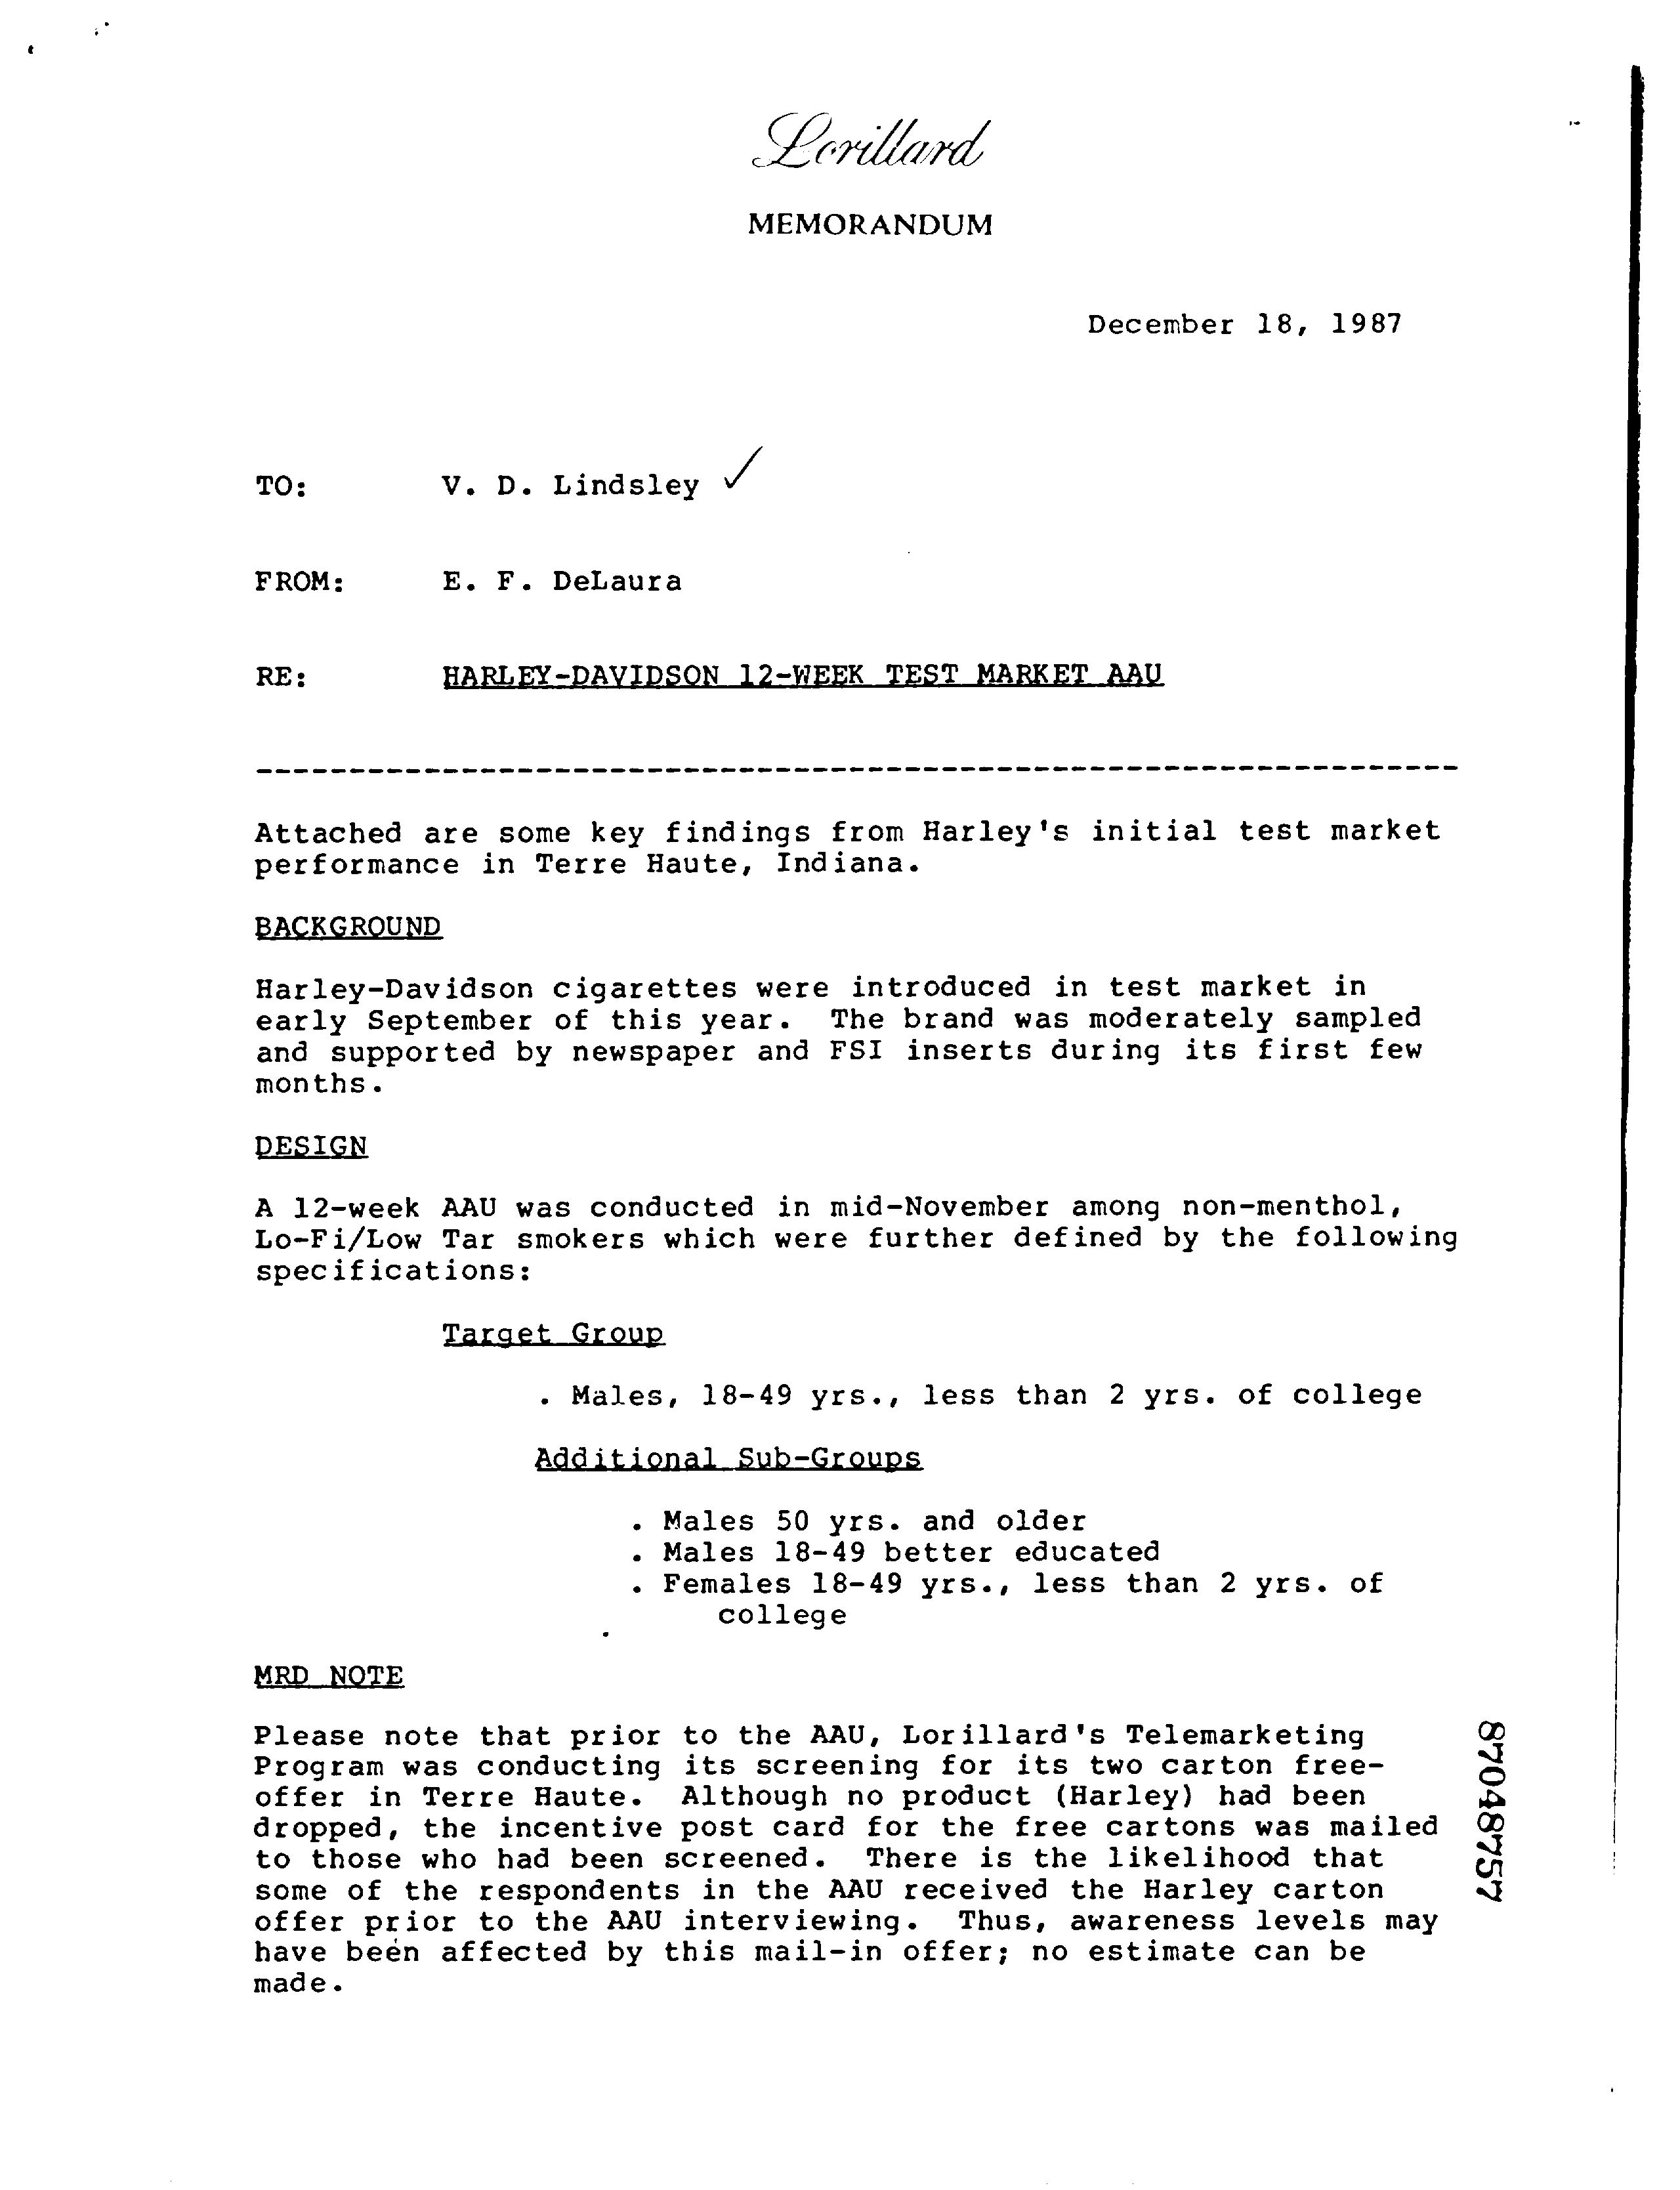 Lorillard
MEMORANDUM
December 18, 1987
TO: V. D. Lindsley ✓
FROM: E. F. DeLaura
RE: HARLEY-DAVIDSON 12-WEEK TEST MARKET AAU
Attached are some key findings from Harley's initial test market
performance in Terre Haute, Indiana.
BACKGROUND
Harley-Davidson cigarettes were introduced in test market in
early September of this year. The brand was moderately sampled
and supported by newspaper and FSI inserts during its first few
months.
DESIGN
A 12-week AAU was conducted in mid-November among non-menthol,
Lo-Fi/Low Tar smokers which were further defined by the following
specifications:
Target Group
. Males, 18-49 yrs., less than 2 yrs. of college
Additional Sub-Groups
. Males 50 yrs. and older
. Males 18-49 better educated
. Females 18-49 yrs., less than 2 yrs. of
college
MRD NOTE
Please note that prior to the AAU, Lorillard's Telemarketing
Program was conducting its screening for its two carton free-
offer in Terre Haute. Although no product (Harley) had been
dropped, the incentive post card for the free cartons was mailed
to those who had been screened. There is the likelihood that
some of the respondents in the AAU received the Harley carton
offer prior to the AAU interviewing. Thus, awareness levels may
have been affected by this mail-in offer; no estimate can be
made.
87048757